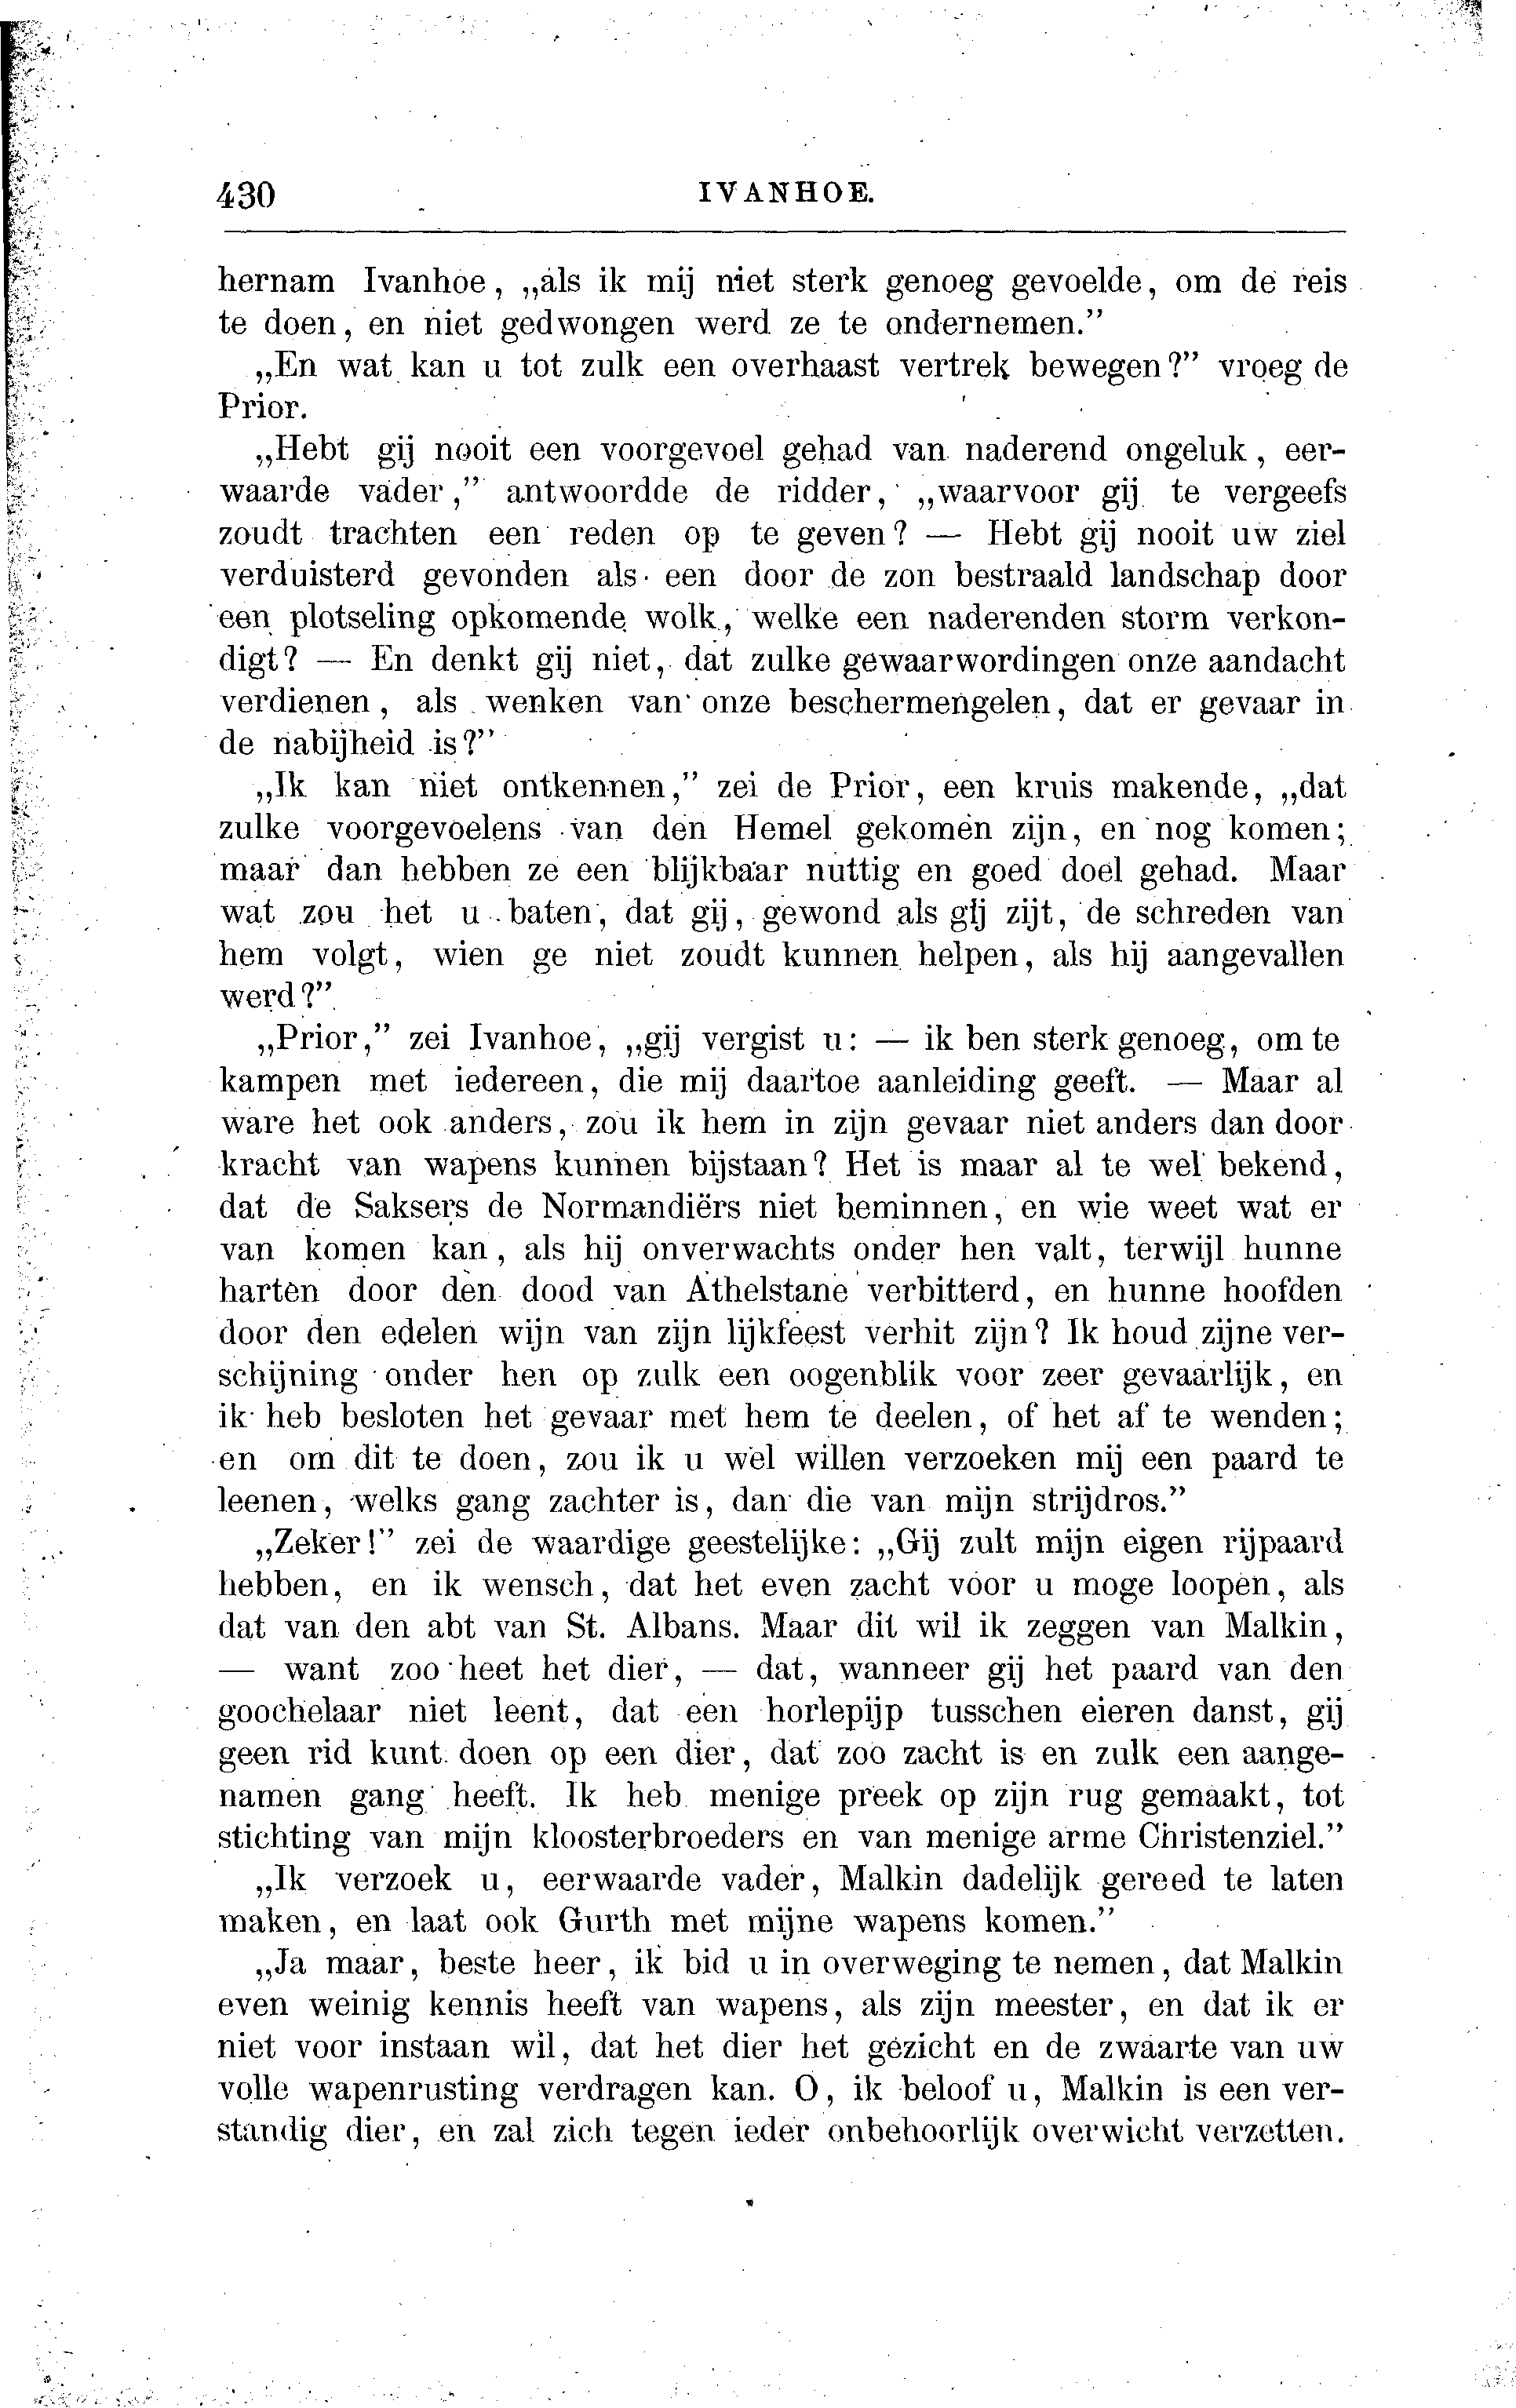 430 IVANHOE.
hernam Ivanhoe, „als ik mij niet sterk genoeg gevoelde, om de reis
te doen, en niet gedwongen werd ze te ondernemen.”
„En wat kan u tot zulk een overhaast vertrek bewegen?” vroeg de
Prior.
„Hebt gij nooit een voorgevoel gehad van naderend ongeluk, eer-
waarde vader,” antwoordde de ridder, „waarvoor gij te vergeefs
zoudt trachten een reden op te geven? — Hebt gij nooit uw ziel
verduisterd gevonden als een door de zon bestraald landschap door
een plotseling opkomende wolk, welke een naderenden storm verkon-
digt? — En denkt gij niet, dat zulke gewaarwordingen onze aandacht
verdienen, als wenken van onze beschermengelen, dat er gevaar in
de nabijheid is?”
„Ik kan niet ontkennen,” zei de Prior, een kruis makende, „dat
zulke voorgevoelens van den Hemel gekomen zijn, en nog komen;
maar dan hebben ze een blijkbaar nuttig en goed doel gehad. Maar
wat zou het u baten, dat gij, gewond als gij zijt, de schreden van
hem volgt, wien ge niet zoudt kunnen helpen, als hij aangevallen
werd?”
„Prior,” zei Ivanhoe, „gij vergist u: — ik ben sterk genoeg, om te
kampen met iedereen, die mij daartoe aanleiding geeft. — Maar al
ware het ook anders, zou ik hem in zijn gevaar niet anders dan door
kracht van wapens kunnen bijstaan? Het is maar al te wel bekend,
dat de Saksers de Normandiërs niet beminnen, en wie weet wat er
van komen kan, als hij onverwachts onder hen valt, terwijl hunne
harten door den dood van Athelstane verbitterd, en hunne hoofden
door den edelen wijn van zijn lijkfeest verhit zijn? Ik houd zijne ver-
schijning onder hen op zulk een oogenblik voor zeer gevaarlijk, en
ik heb besloten het gevaar met hem te deelen, of het af te wenden;
en om dit te doen, zou ik u wel willen verzoeken mij een paard te
leenen, welks gang zachter is, dan die van mijn strijdros.”
„Zeker!” zei de waardige geestelijke: „Gij zult mijn eigen rijpaard
hebben, en ik wensch, dat het even zacht voor u moge loopen, als
dat van den abt van St. Albans. Maar dit wil ik zeggen van Malkin,
— want zoo heet het dier, — dat, wanneer gij het paard van den
goochelaar niet leent, dat een horlepijp tusschen eieren danst, gij
geen rid kunt doen op een dier, dat zoo zacht is en zulk een aange-
namen gang heeft. Ik heb menige preek op zijn rug gemaakt, tot
stichting van mijn kloosterbroeders en van menige arme Christenziel.”
„Ik verzoek u, eerwaarde vader, Malkin dadelijk gereed te laten
maken, en laat ook Gurth met mijne wapens komen.”
„Ja maar, beste heer, ik bid u in overweging te nemen, dat Malkin
even weinig kennis heeft van wapens, als zijn meester, en dat ik er
niet voor instaan wil, dat het dier het gezicht en de zwaarte van uw
volle wapenrusting verdragen kan. O, ik beloof u, Malkin is een ver-
standig dier, en zal zich tegen ieder onbehoorlijk overwicht verzetten.